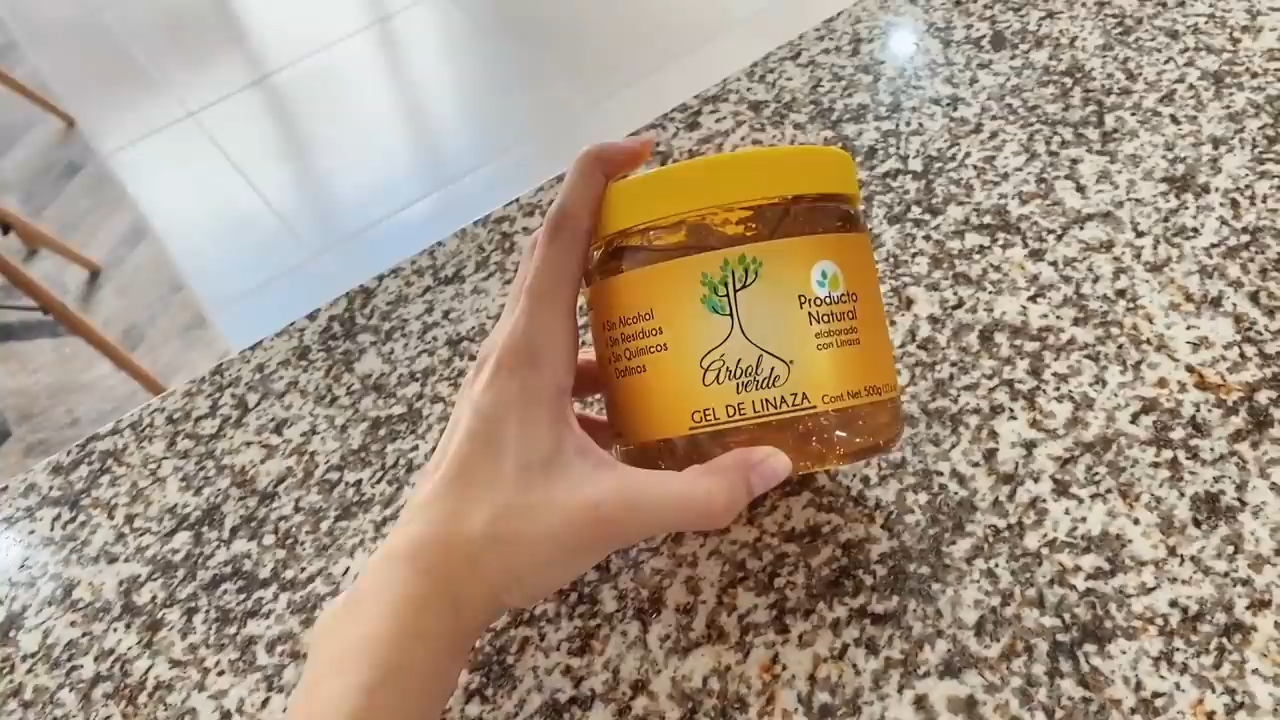 Sin Alcohol
Sin Residuos
Sin Químicos
Dañinos
Árbol
verde
GEL DE LINAZA
Producto
Natural
elaborado
con Linaza
Cont. Net. 500g